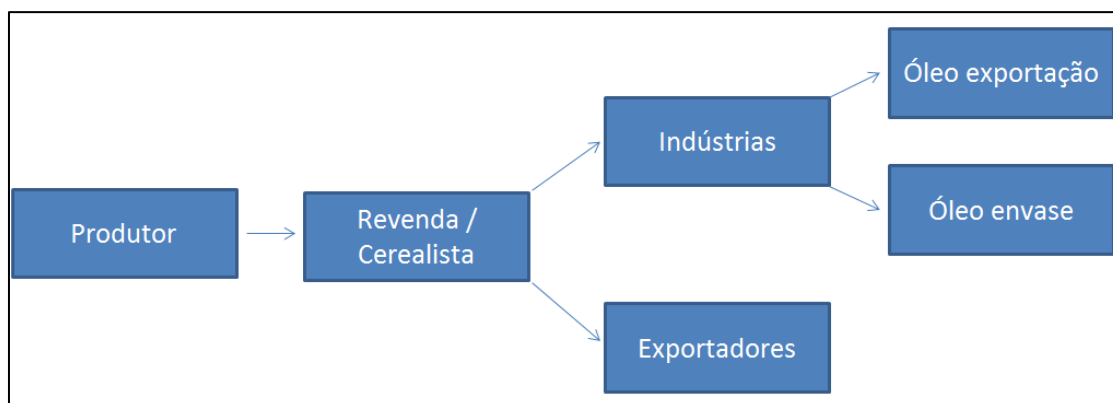 Produtor
Revenda /
Cerealista
Indústrias
Exportadores
Óleo exportação
Óleo envase